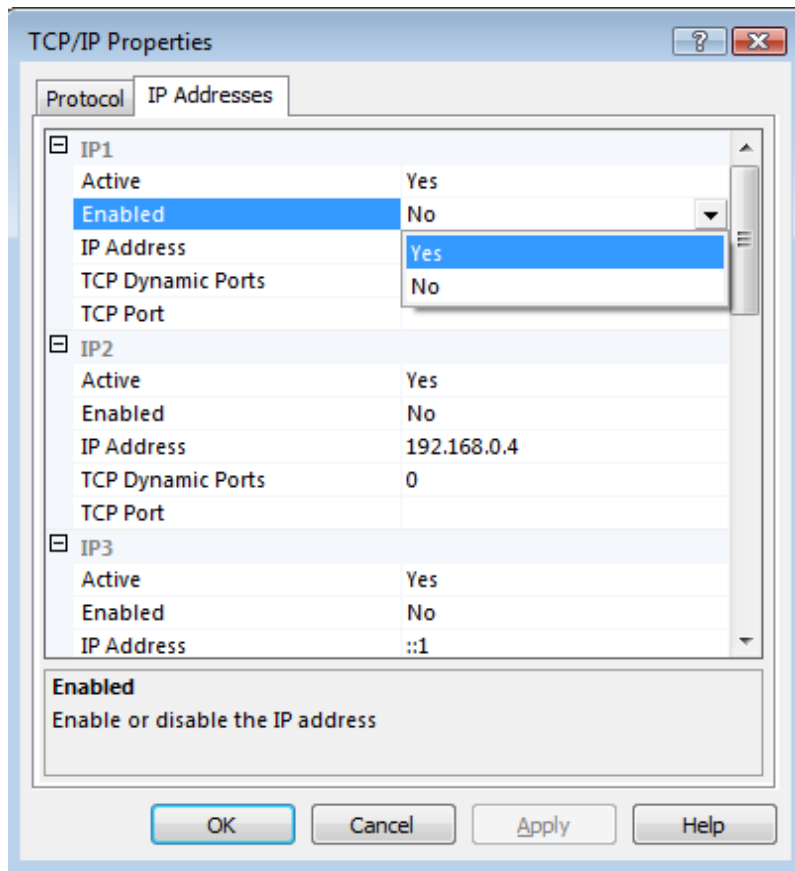 TCP/IP Properties
Protocol IP Addresses
IP1
Active Yes
Enabled No
IP Address Yes
TCP Dynamic Ports No
TCP Port
IP2
Active Yes
Enabled No
IP Address 192.168.0.4
TCP Dynamic Ports 0
TCP Port
IP3
Active Yes
Enabled No
IP Address ::1
Enabled
Enable or disable the IP address
OK Cancel Apply Help